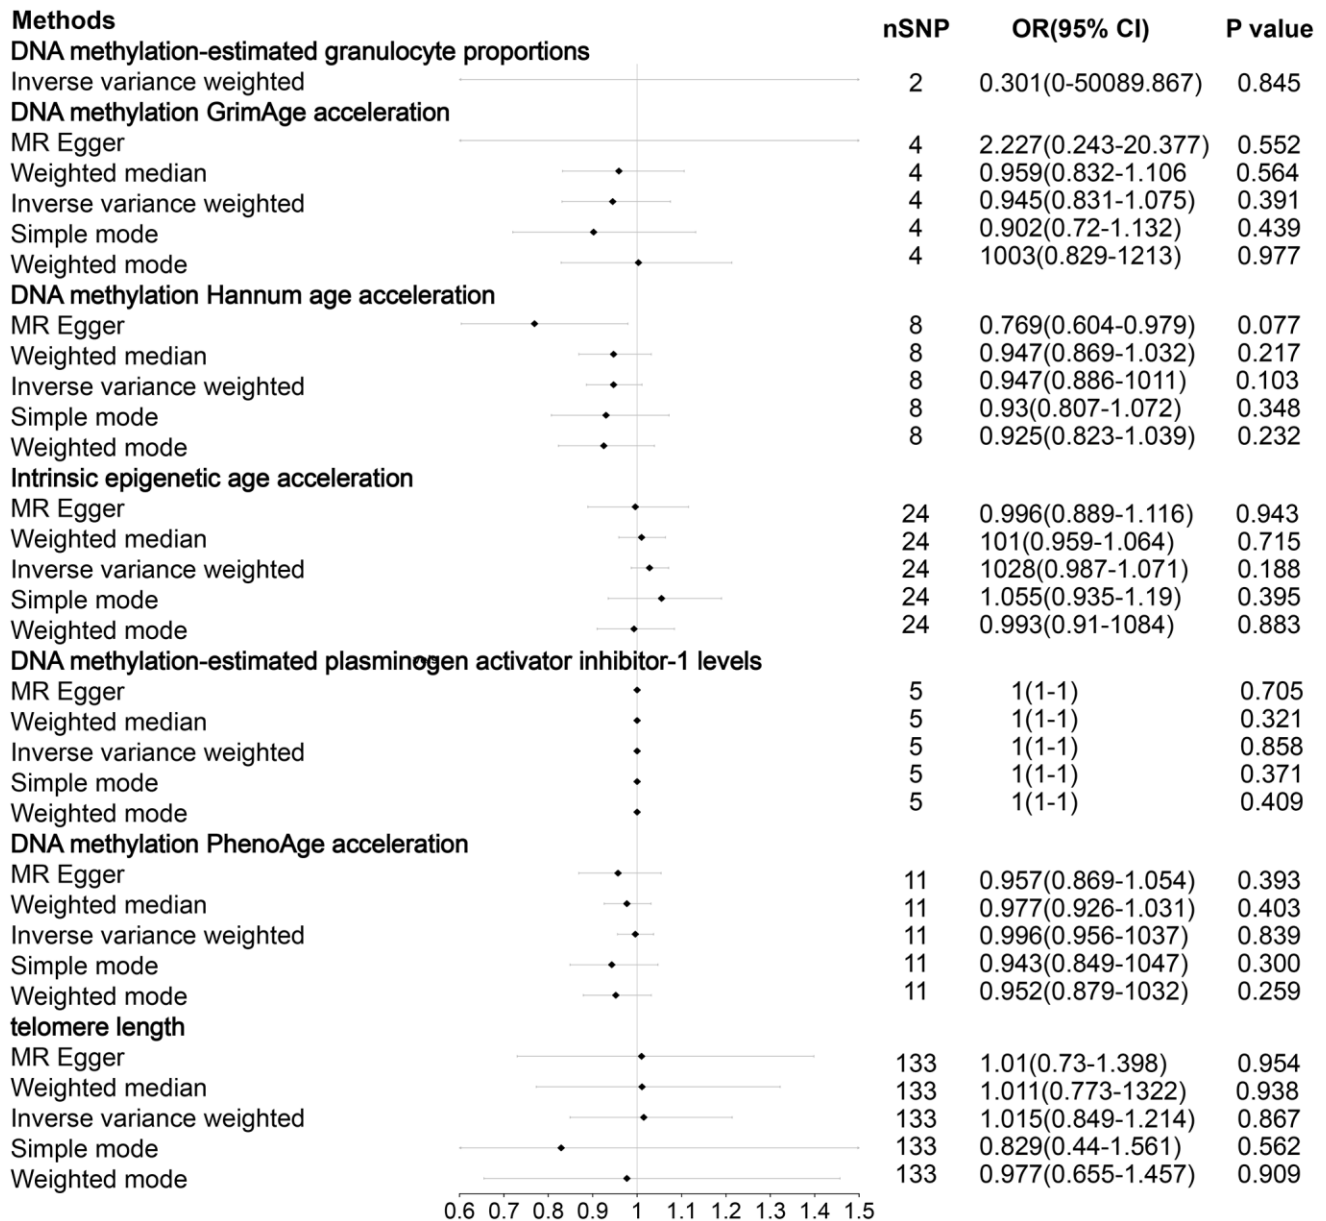 Methods nSNP OR(95% CI) P value
DNA methylation-estimated granulocyte proportions
Inverse variance weighted 2 0.301(0-50089.867) 0.845
DNA methylation GrimAge acceleration
MR Egger 4 2.227(0.243-20.377) 0.552
Weighted median 4 0.959(0.832-1.106 0.564
Inverse variance weighted 4 0.945(0.831-1.075) 0.391
Simple mode 4 0.902(0.72-1.132) 0.439
Weighted mode 4 1003(0.829-1213) 0.977
DNA methylation Hannum age acceleration
MR Egger 8 0.769(0.604-0.979) 0.077
Weighted median 8 0.947(0.869-1.032) 0.217
Inverse variance weighted 8 0.947(0.886-1011) 0.103
Simple mode 8 0.93(0.807-1.072) 0.348
Weighted mode 8 0.925(0.823-1.039) 0.232
Intrinsic epigenetic age acceleration
MR Egger 24 0.996(0.889-1.116) 0.943
Weighted median 24 101(0.959-1.064) 0.715
Inverse variance weighted 24 1028(0.987-1.071) 0.188
Simple mode 24 1.055(0.935-1.19) 0.395
Weighted mode 24 0.993(0.91-1084) 0.883
DNA methylation-estimated plasminogen activator inhibitor-1 levels
MR Egger 5 1(1-1) 0.705
Weighted median 5 1(1-1) 0.321
Inverse variance weighted 5 1(1-1) 0.858
Simple mode 5 1(1-1) 0.371
Weighted mode 5 1(1-1) 0.409
DNA methylation PhenoAge acceleration
MR Egger 11 0.957(0.869-1.054) 0.393
Weighted median 11 0.977(0.926-1.031) 0.403
Inverse variance weighted 11 0.996(0.956-1037) 0.839
Simple mode 11 0.943(0.849-1047) 0.300
Weighted mode 11 0.952(0.879-1032) 0.259
telomere length
MR Egger 133 1.01(0.73-1.398) 0.954
Weighted median 133 1.011(0.773-1322) 0.938
Inverse variance weighted 133 1.015(0.849-1.214) 0.867
Simple mode 133 0.829(0.44-1.561) 0.562
Weighted mode 133 0.977(0.655-1.457) 0.909
0.6 0.7 0.8 0.9 1 1.1 1.2 1.3 1.4 1.5